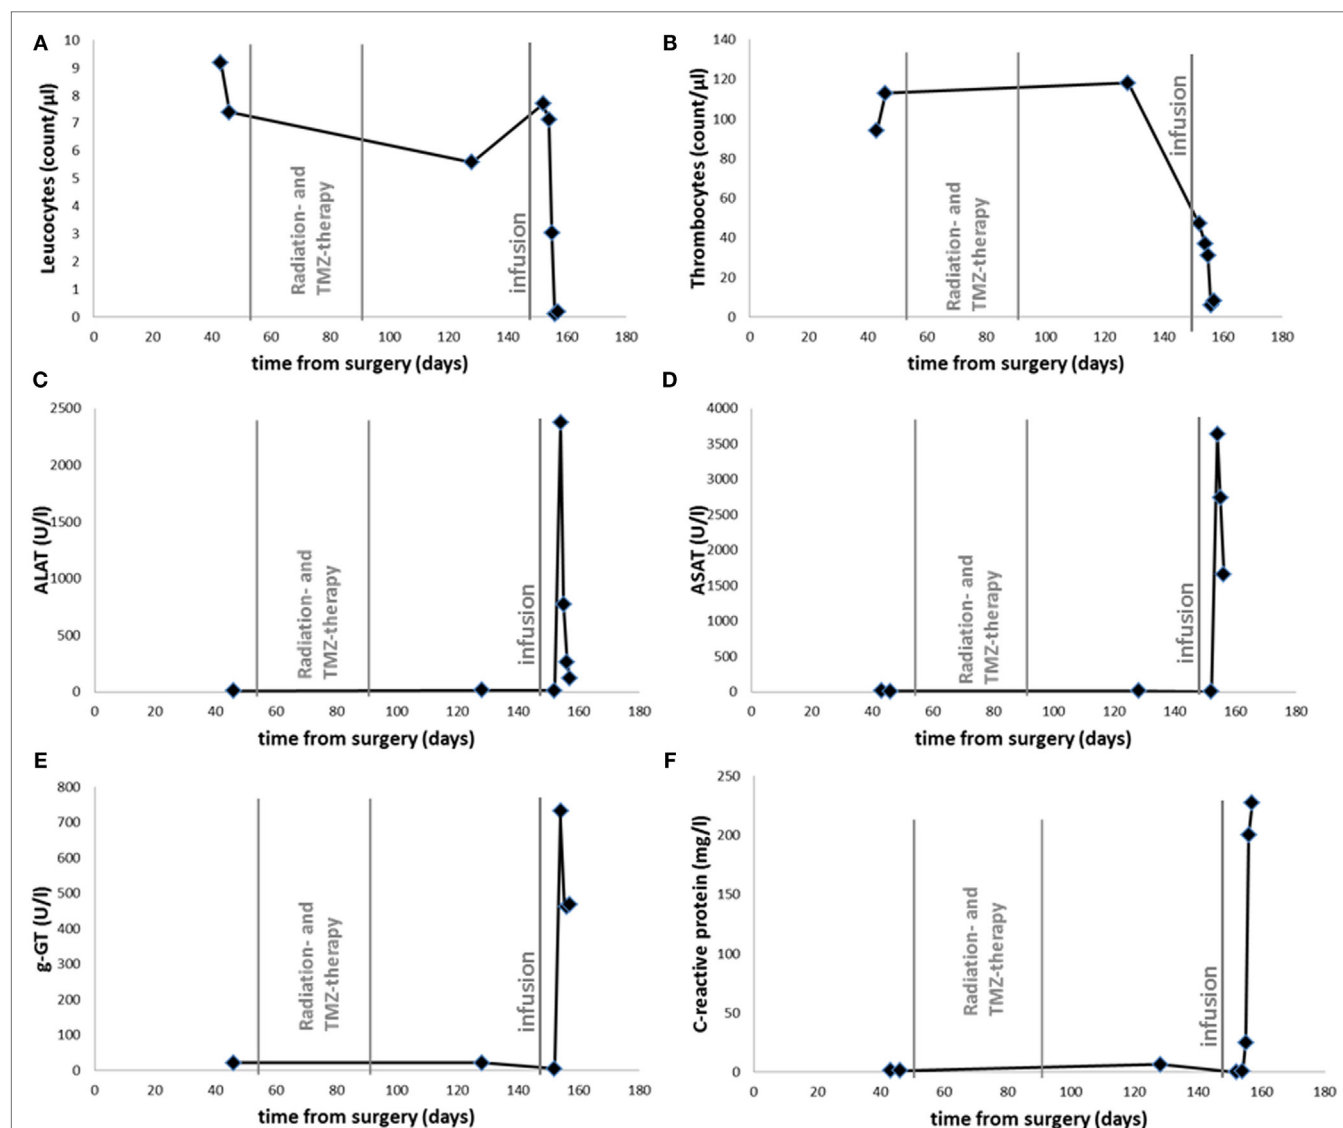 A
Leucocytes (count/µl)
10
9
8
7
6
5
4
3
2
1
0
Radiation- and
TMZ-therapy
infusion
0 20 40 60 80 100 120 140 160 180
time from surgery (days)
B
Thrombocytes (count/µl)
140
120
100
80
60
40
20
0
Radiation- and
TMZ-therapy
infusion
0 20 40 60 80 100 120 140 160 180
time from surgery (days)
C
ALAT (U/l)
2500
2000
1500
1000
500
0
Radiation- and
TMZ-therapy
infusion
0 20 40 60 80 100 120 140 160 180
time from surgery (days)
D
ASAT (U/l)
4000
3500
3000
2500
2000
1500
1000
500
0
Radiation- and
TMZ-therapy
infusion
0 20 40 60 80 100 120 140 160 180
time from surgery (days)
E
g-GT (U/l)
800
700
600
500
400
300
200
100
0
Radiation- and
TMZ-therapy
infusion
0 20 40 60 80 100 120 140 160 180
time from surgery (days)
F
C-reactive protein (mg/l)
250
200
150
100
50
0
Radiation- and
TMZ-therapy
infusion
0 20 40 60 80 100 120 140 160 180
time from surgery (days)